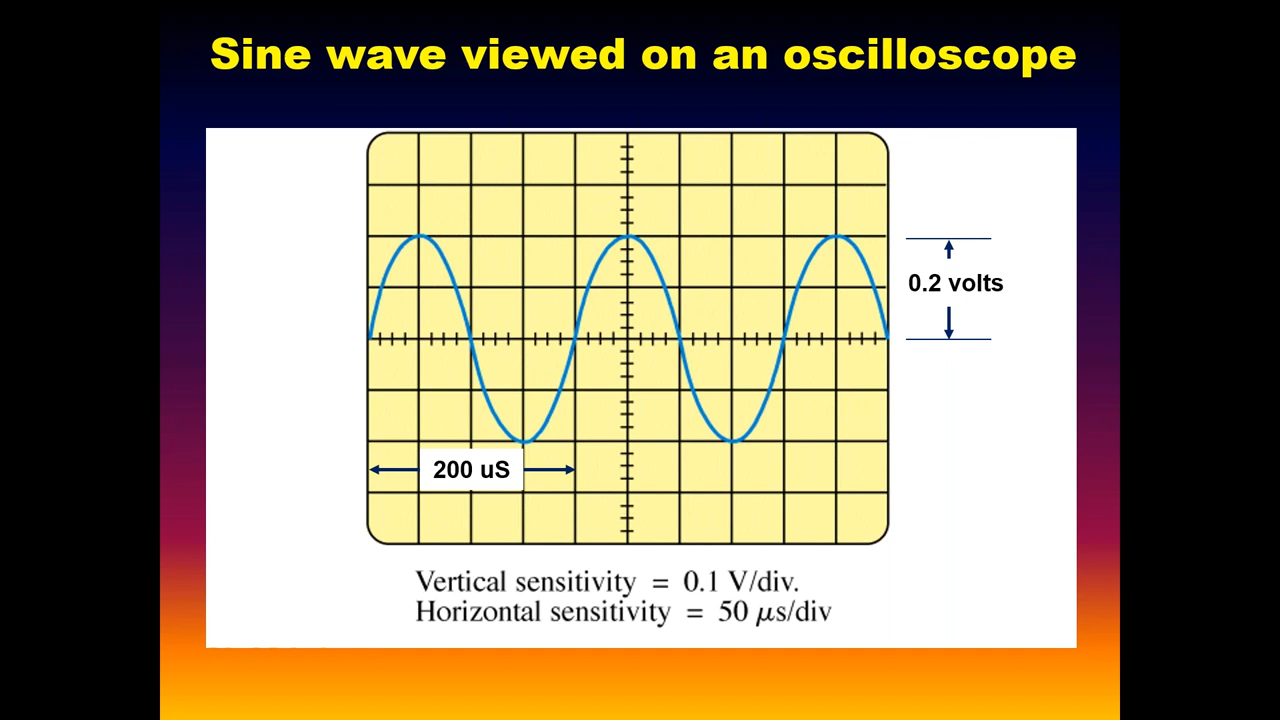 Sine wave viewed on an oscilloscope
0.2 volts
200 uS
Vertical sensitivity = 0.1 V/div.
Horizontal sensitivity = 50 μs/div